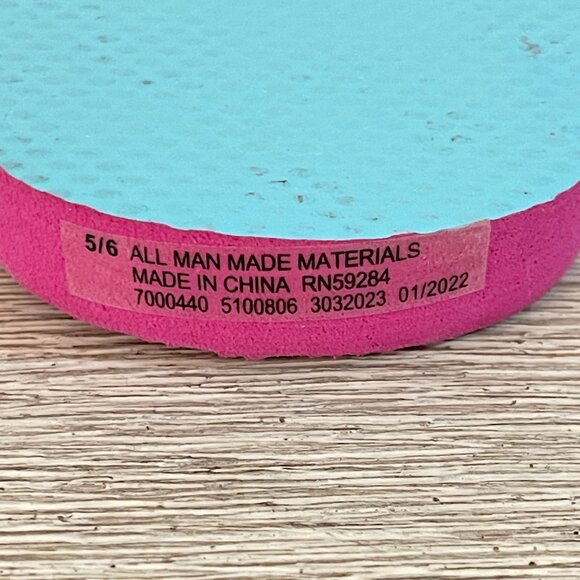 5/6 ALL MAN MADE MATERIALS
MADE IN CHINA RN59284
7000440 5100806 3032023 01/2022